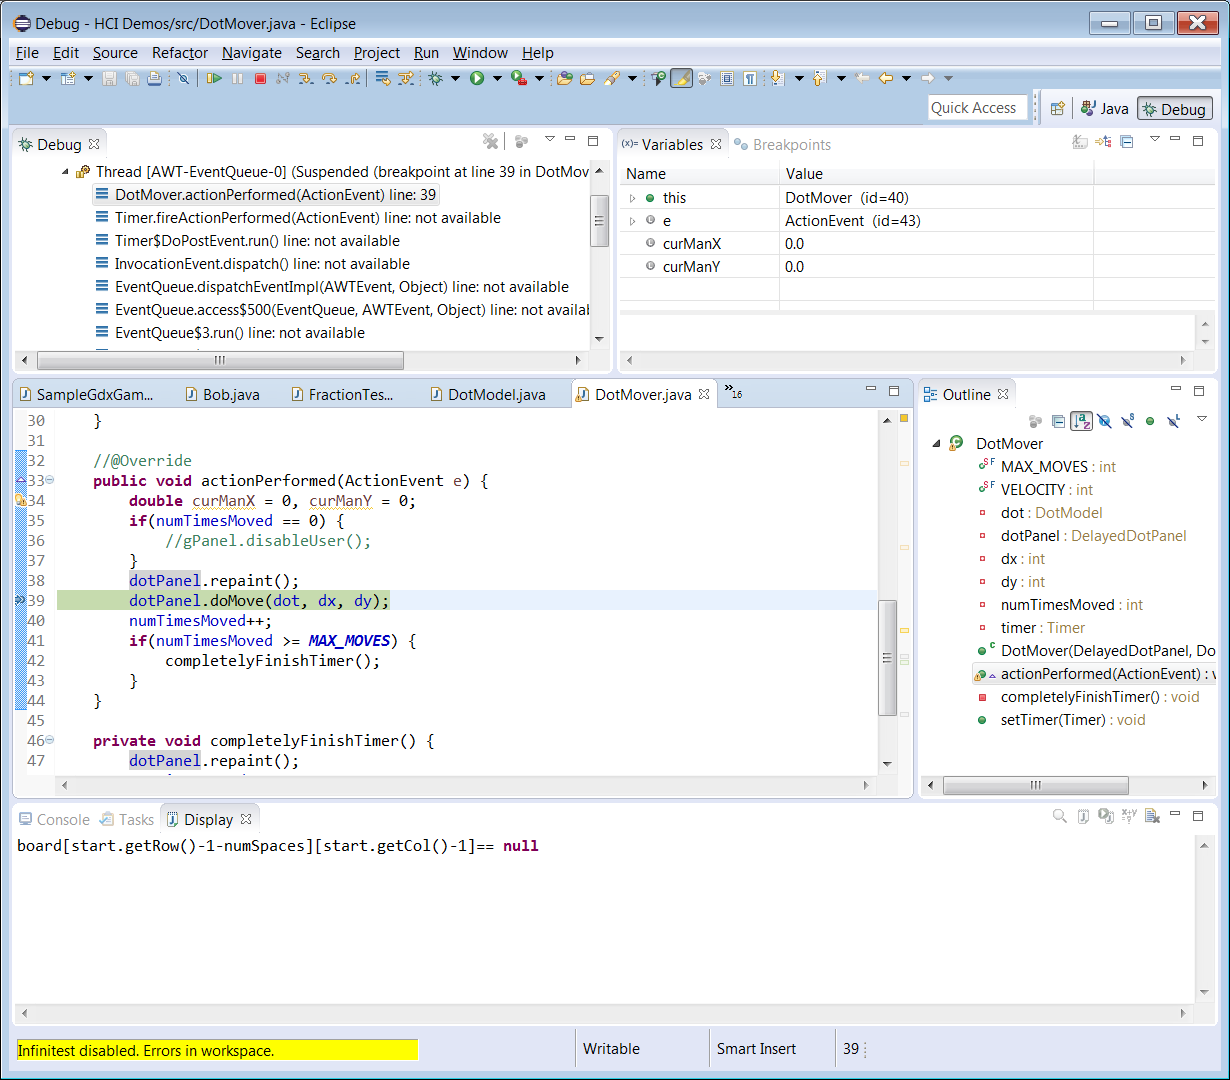 Debug - HCI Demos/src/DotMover.java - Eclipse
File Edit Source Refactor Navigate Search Project Run Window Help
Quick Access
Java
Debug
Debug
Thread [AWT-EventQueue-0] (Suspended (breakpoint at line 39 in DotMov
DotMover.actionPerformed(ActionEvent) line: 39
Timer.fireActionPerformed(ActionEvent) line: not available
Timer$DoPostEvent.run() line: not available
InvocationEvent.dispatch() line: not available
EventQueue.dispatchEventImpl(AWTEvent, Object) line: not available
EventQueue.access$500(EventQueue, AWTEvent, Object) line: not availal
EventQueue$3.run() line: not available
(x)= Variables
Breakpoints
Name Value
this DotMover (id=40)
e ActionEvent (id=43)
curManX 0.0
curManY 0.0
SampleGdxGam... Bob.java FractionTes... DotModel.java DotMover.java »16
30 }
31
32 //@Override
33 public void actionPerformed(ActionEvent e) {
34 double curManX = 0, curManY = 0;
35 if(numTimesMoved == 0) {
36 //gPanel.disableUser();
37 }
38 dotPanel.repaint();
39 dotPanel.doMove(dot, dx, dy);
40 numTimesMoved++;
41 if(numTimesMoved >= MAX_MOVES) {
42 completelyFinishTimer();
43 }
44 }
45
46 private void completelyFinishTimer() {
47 dotPanel.repaint();
Outline
DotMover
MAX_MOVES : int
VELOCITY : int
dot : DotModel
dotPanel : DelayedDotPanel
dx : int
dy : int
numTimesMoved : int
timer : Timer
DotMover(DelayedDotPanel, Do
actionPerformed(ActionEvent) : v
completelyFinishTimer() : void
setTimer(Timer) : void
Console Tasks Display
board[start.getRow()-1-numSpaces][start.getCol()-1]== null
Infinitest disabled. Errors in workspace.
Writable
Smart Insert
39 :